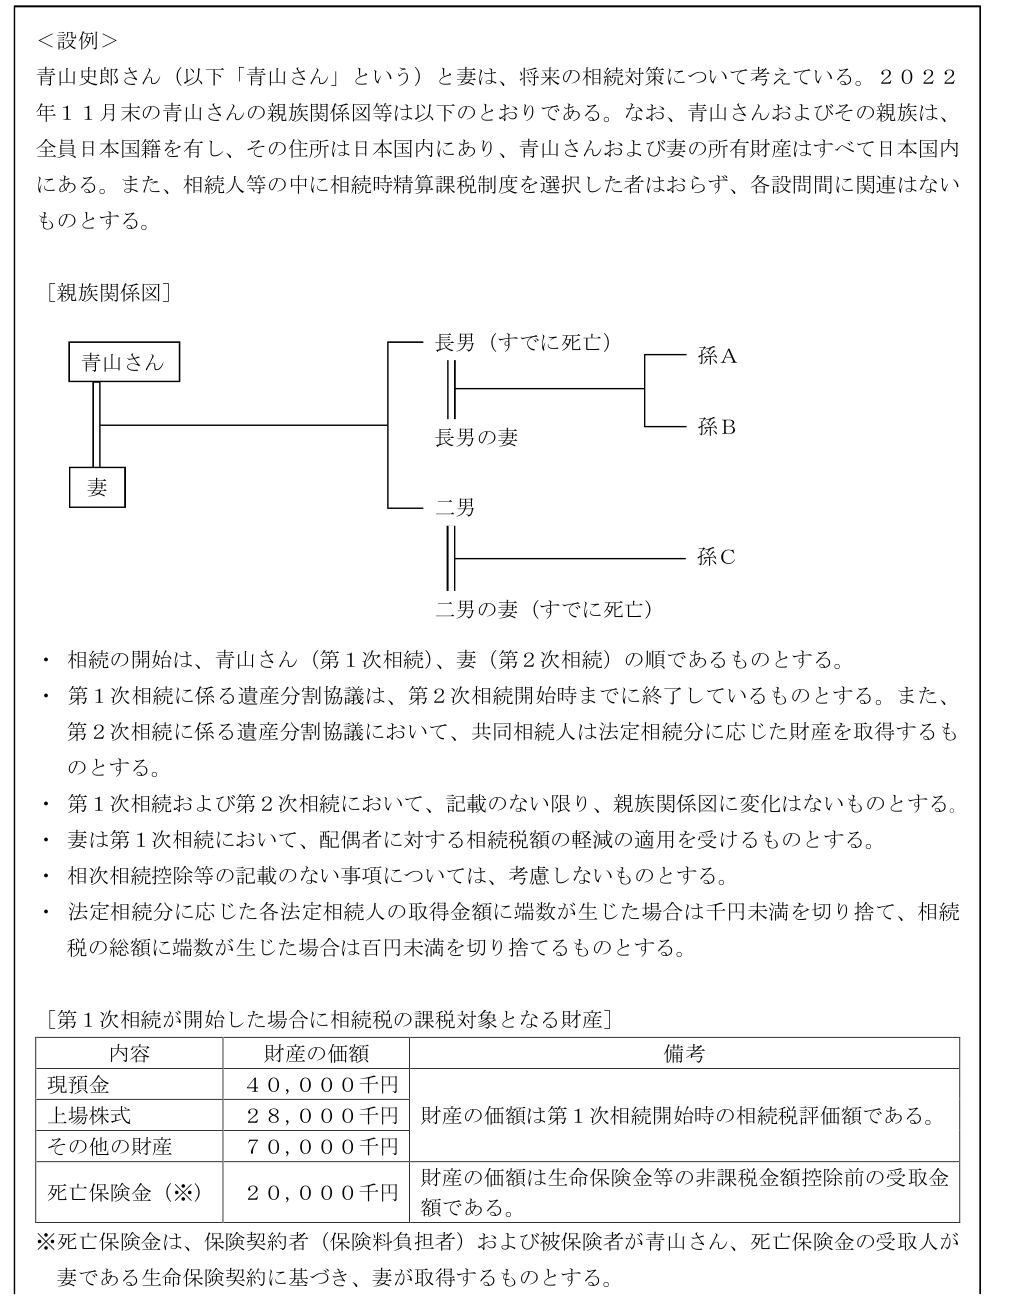 ＜設例＞
青山史郎さん（以下「青山さん」という）と妻は、将来の相続対策について考えている。２０２２
年１１月末の青山さんの親族関係図等は以下のとおりである。なお、青山さんおよびその親族は、
全員日本国籍を有し、その住所は日本国内にあり、青山さんおよび妻の所有財産はすべて日本国内
にある。また、相続人等の中に相続時精算課税制度を選択した者はおらず、各設問間に関連はない
ものとする。
［親族関係図］
長男（すでに死亡）
青山さん
孫Ａ
孫Ｂ
長男の妻
妻
二男
孫Ｃ
二男の妻（すでに死亡）
・ 相続の開始は、青山さん（第１次相続）、妻（第２次相続）の順であるものとする。
・ 第１次相続に係る遺産分割協議は、第２次相続開始時までに終了しているものとする。また、
第２次相続に係る遺産分割協議において、共同相続人は法定相続分に応じた財産を取得するも
のとする。
・ 第１次相続および第２次相続において、記載のない限り、親族関係図に変化はないものとする。
・ 妻は第１次相続において、配偶者に対する相続税額の軽減の適用を受けるものとする。
・ 相次相続控除等の記載のない事項については、考慮しないものとする。
・ 法定相続分に応じた各法定相続人の取得金額に端数が生じた場合は千円未満を切り捨て、相続
税の総額に端数が生じた場合は百円未満を切り捨てるものとする。
［第１次相続が開始した場合に相続税の課税対象となる財産］
内容 財産の価額 備考
現預金 ４０，０００千円
上場株式 ２８，０００千円 財産の価額は第１次相続開始時の相続税評価額である。
その他の財産 ７０，０００千円
死亡保険金（※） ２０，０００千円 財産の価額は生命保険金等の非課税金額控除前の受取金
額である。
※死亡保険金は、保険契約者（保険料負担者）および被保険者が青山さん、死亡保険金の受取人が
妻である生命保険契約に基づき、妻が取得するものとする。